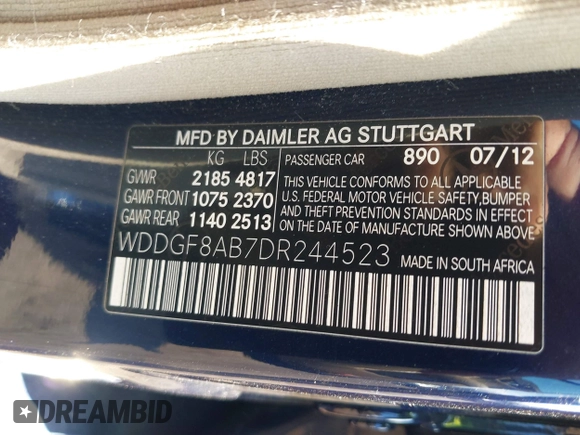 MFD BY DAIMLER AG STUTTGART
KG LBS
GVWR 2185 4817
GAWR FRONT 1075 2370
GAWR REAR 1140 2513
PASSENGER CAR 890 07/12
THIS VEHICLE CONFORMS TO ALL APPLICABLE
U.S. FEDERAL MOTOR VEHICLE SAFETY, BUMPER
AND THEFT PREVENTION STANDARDS IN EFFECT
ON THE DATE OF MANUFACTURE SHOWN ABOVE
WDDGF8AB7DR244523
MADE IN SOUTH AFRICA
DREAMBID